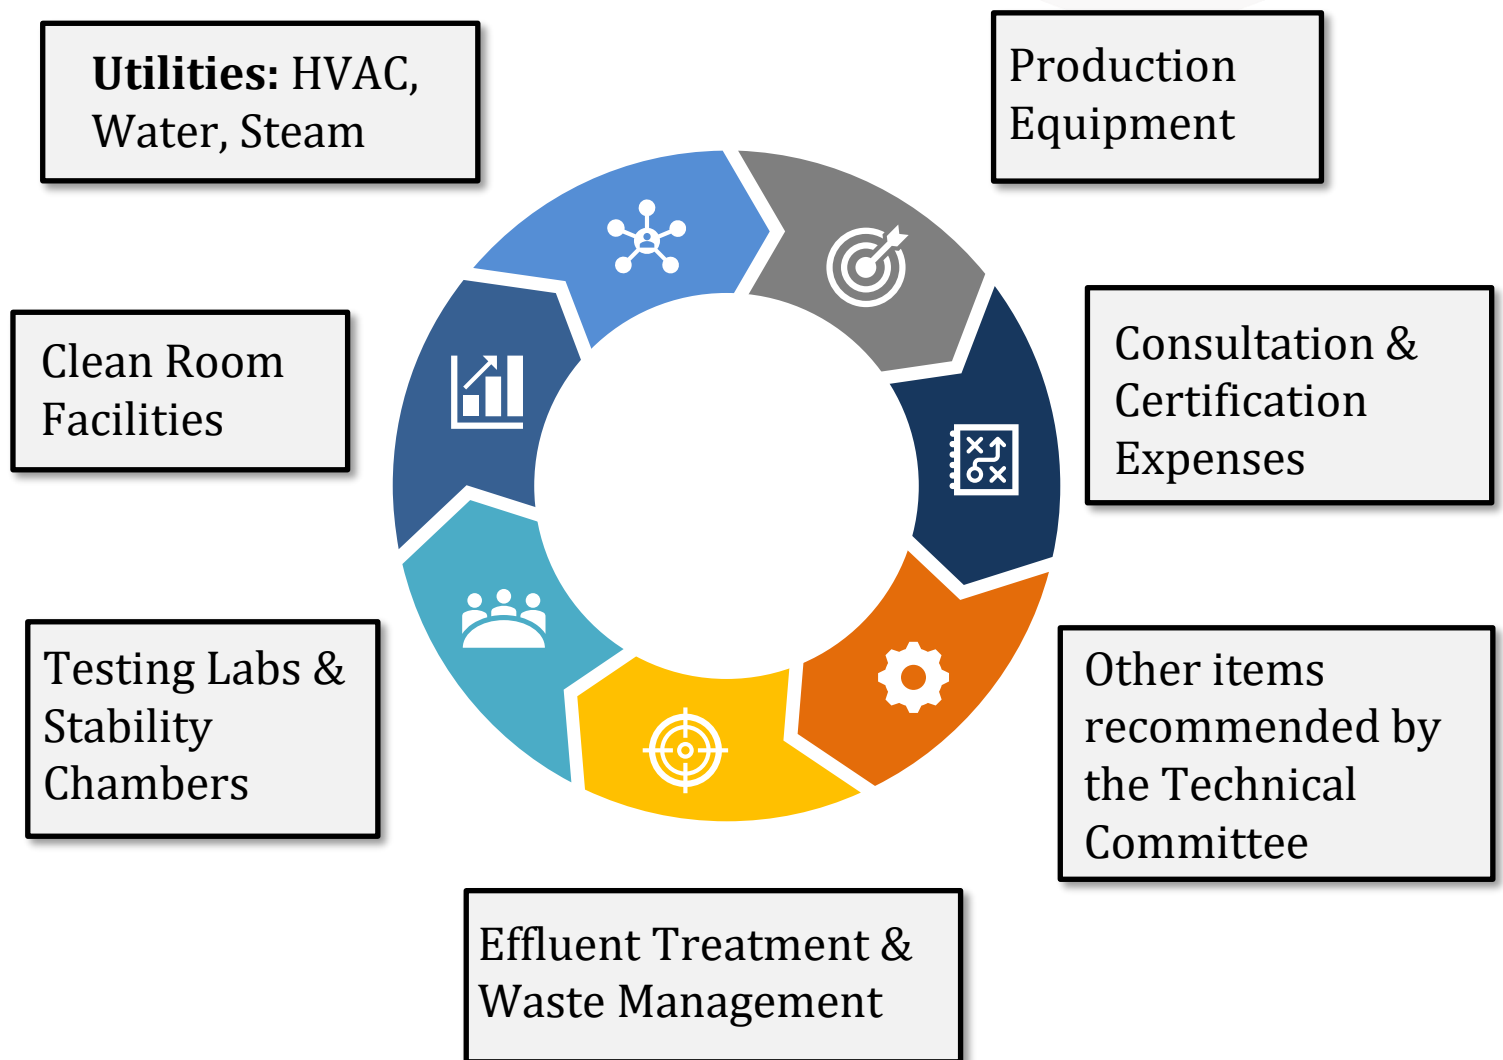 Utilities: HVAC,
Water, Steam
Production
Equipment
Clean Room
Facilities
Consultation &
Certification
Expenses
Testing Labs &
Stability
Chambers
Other items
recommended by
the Technical
Committee
Effluent Treatment &
Waste Management